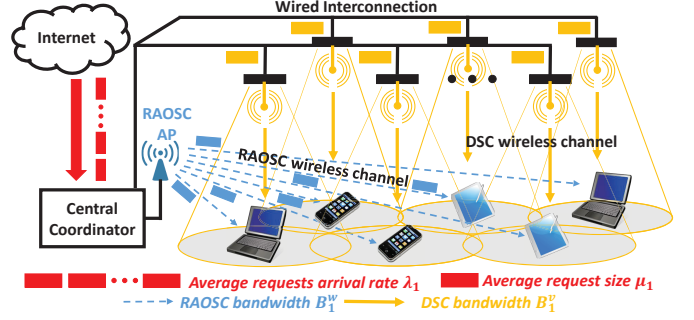 Wired Interconnection
Internet
RAOSC
AP
DSC wireless channel
RAOSC wireless channel
Central
Coordinator
Average requests arrival rate λ₁
Average request size μ₁
RAOSC bandwidth B₁ʷ
DSC bandwidth B₁ᵛ